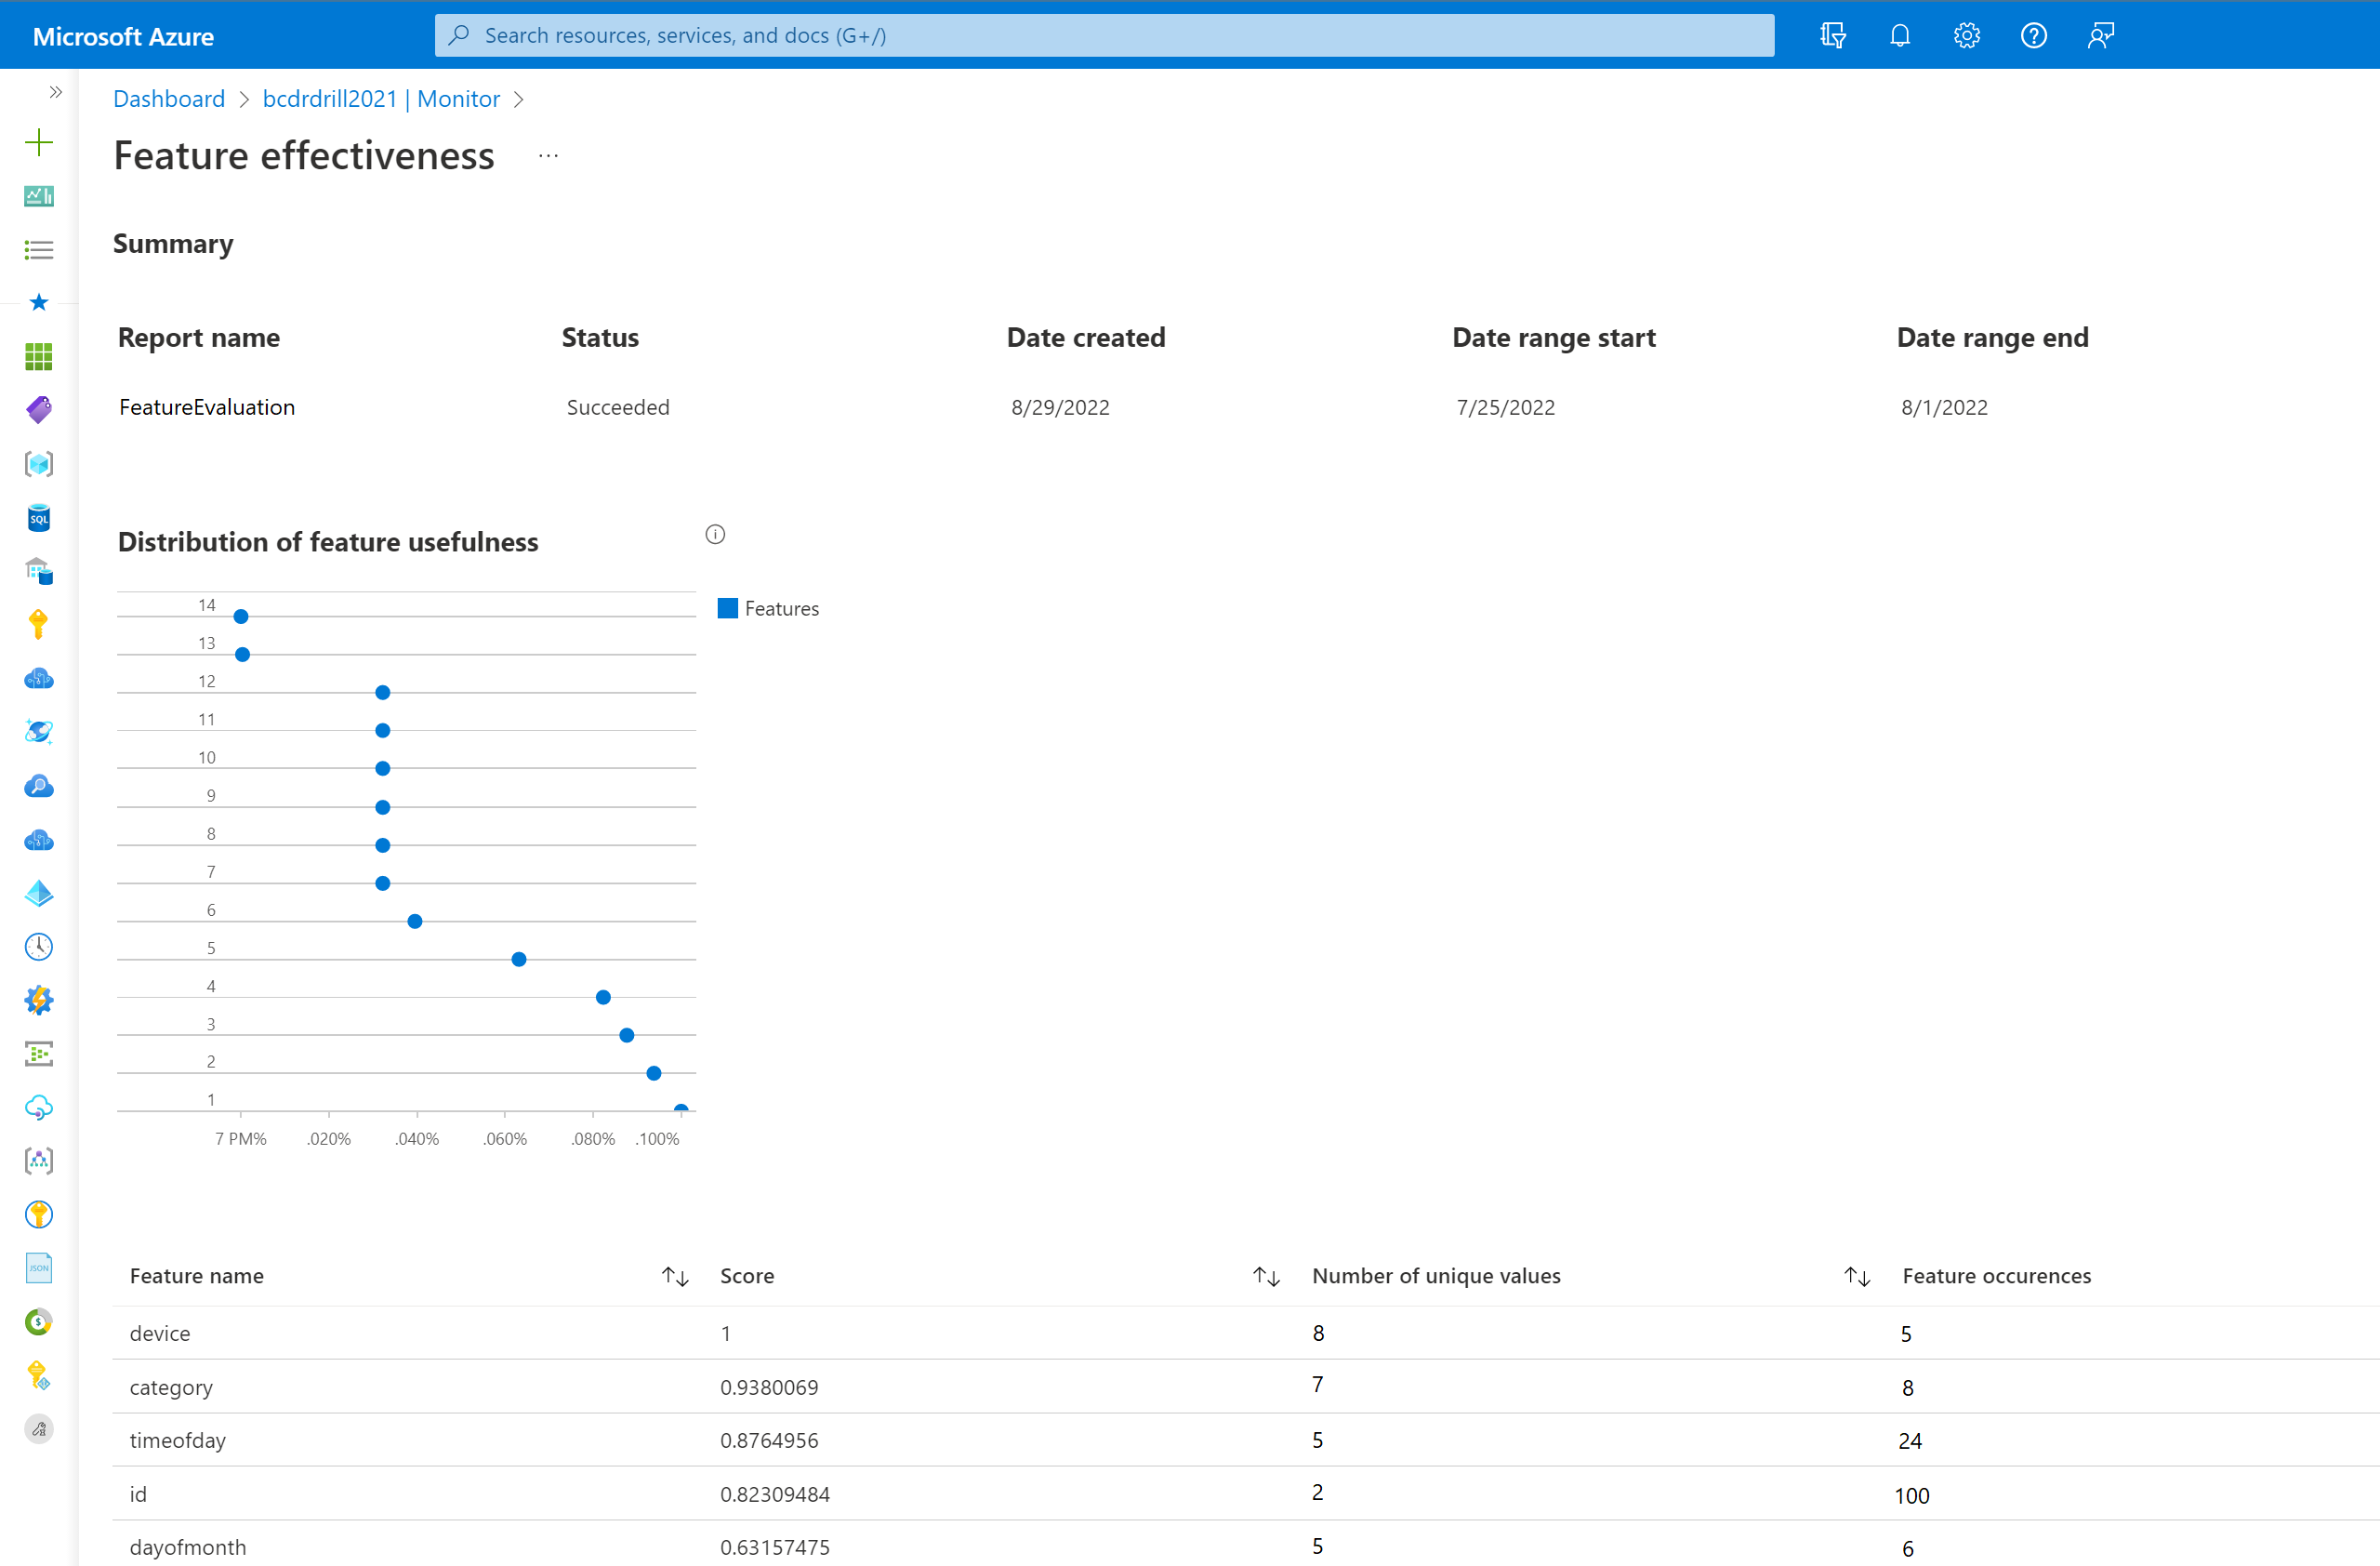 Microsoft Azure
Search resources, services, and docs (G+/)
Dashboard > bcdrdrill2021 | Monitor >
Feature effectiveness ...
Summary
Report name Status Date created Date range start Date range end
FeatureEvaluation Succeeded 8/29/2022 7/25/2022 8/1/2022
Distribution of feature usefulness
14
Features
13
12
11
10
9
8
7
6
5
4
3
2
1
7 PM% .020% .040% .060% .080% .100%
Feature name Score Number of unique values Feature occurences
device 1 8 5
category 0.9380069 7 8
timeofday 0.8764956 5 24
id 0.82309484 2 100
dayofmonth 0.63157475 5 6
SQL
JSON